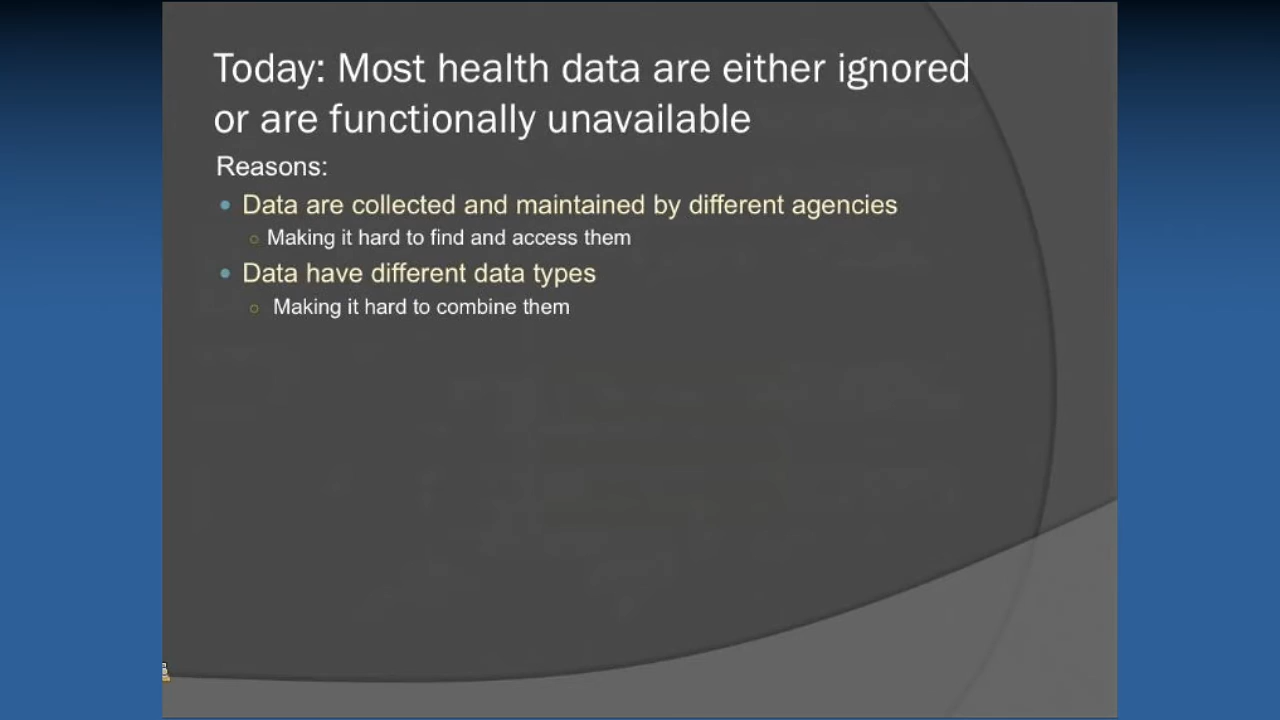 Today: Most health data are either ignored
or are functionally unavailable
Reasons:
Data are collected and maintained by different agencies
Making it hard to find and access them
Data have different data types
Making it hard to combine them